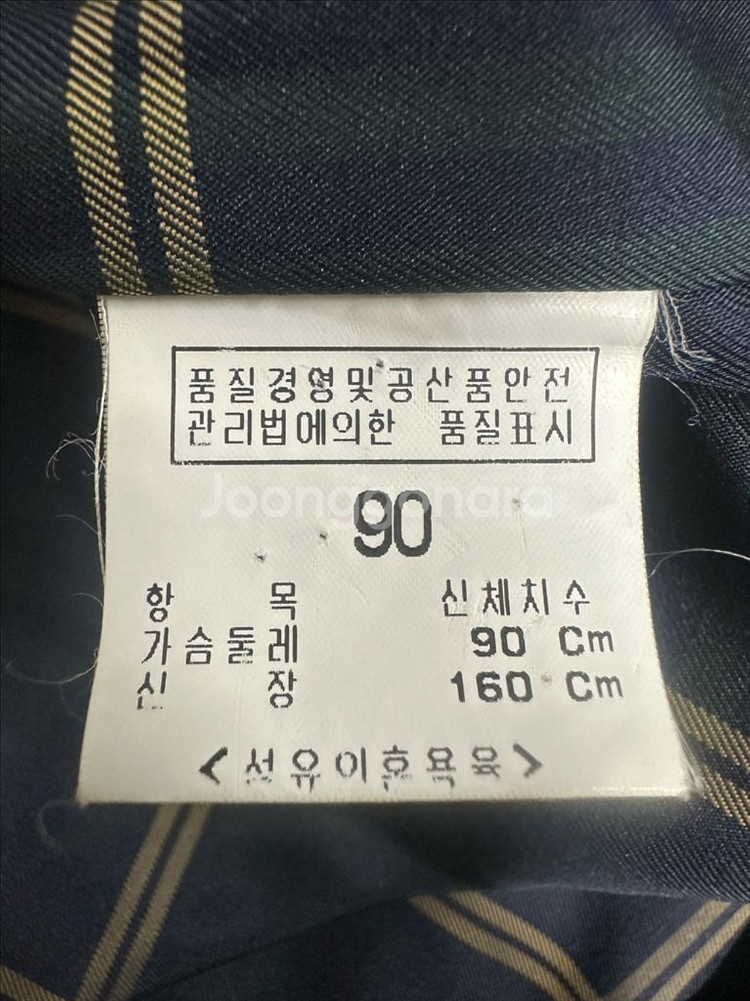 품질경영및공산품안전
관리법에의한 품질표시
Joonggonara
90
항 목 신체치수
가슴둘레 90 Cm
신 장 160 Cm